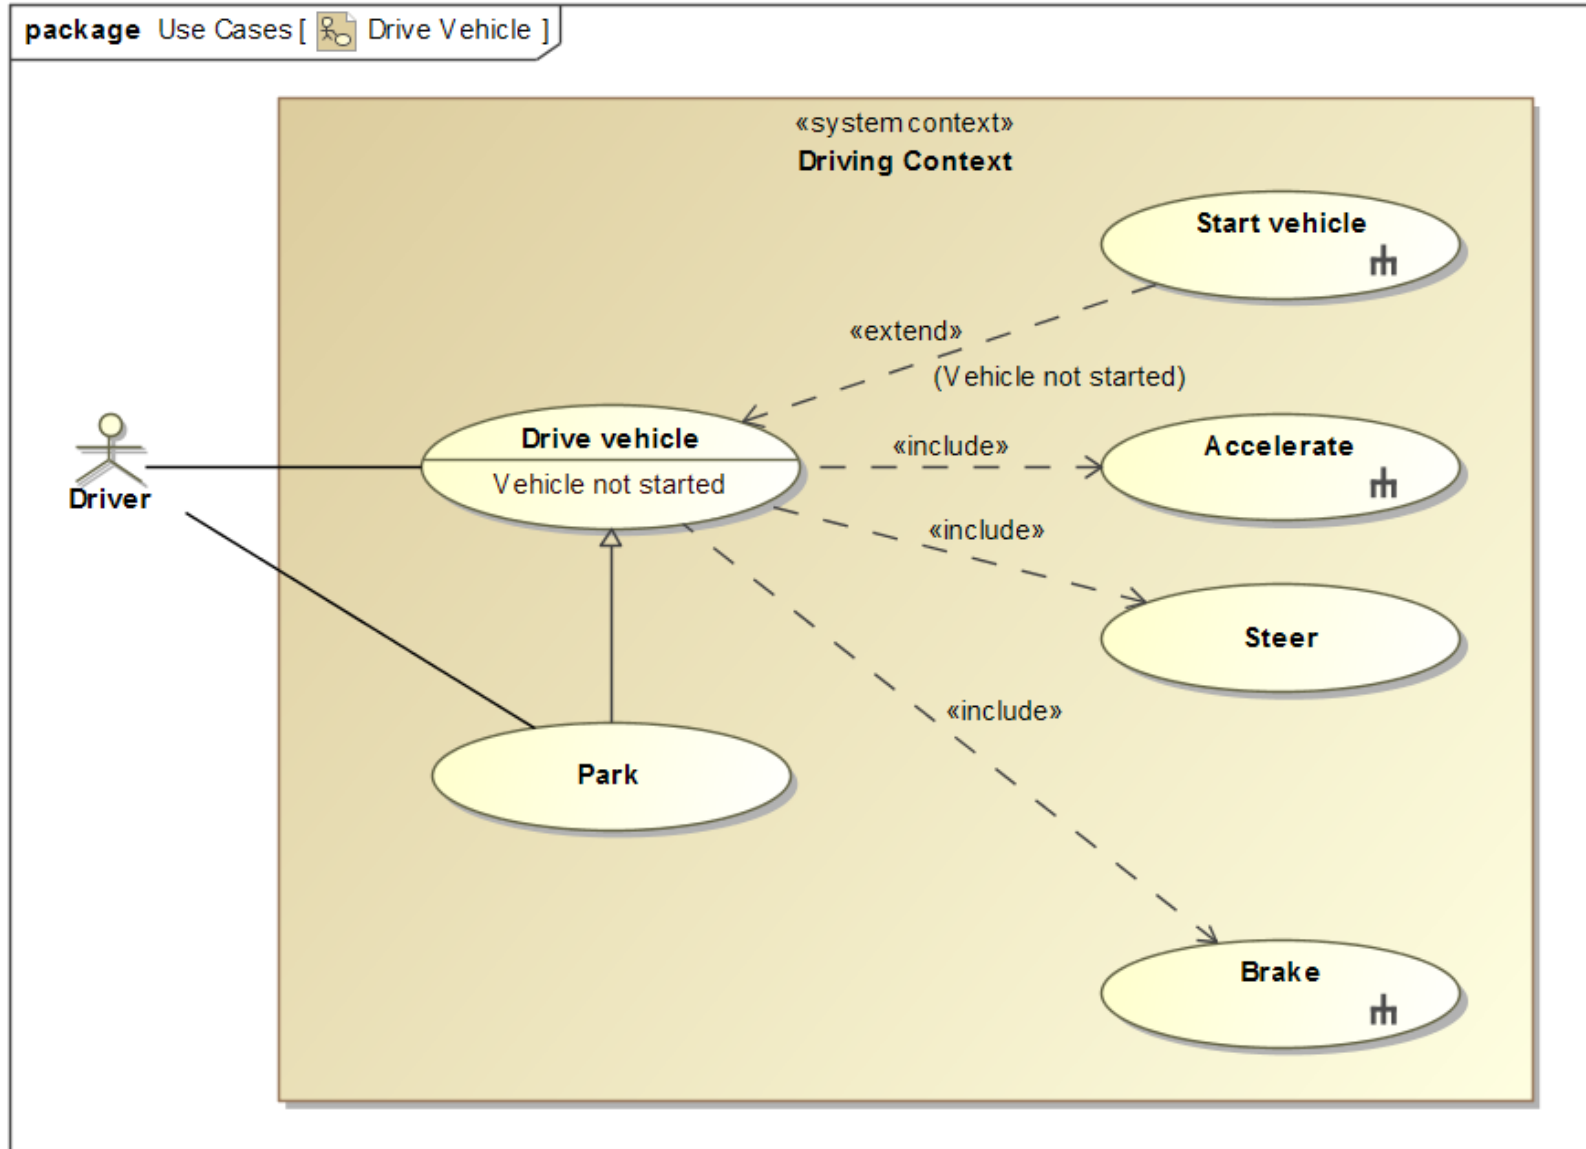 package Use Cases [ Drive Vehicle ]
«system context»
Driving Context
Start vehicle
«extend»
(Vehicle not started)
Drive vehicle
Vehicle not started
«include»
Accelerate
Driver
«include»
Steer
«include»
Park
Brake